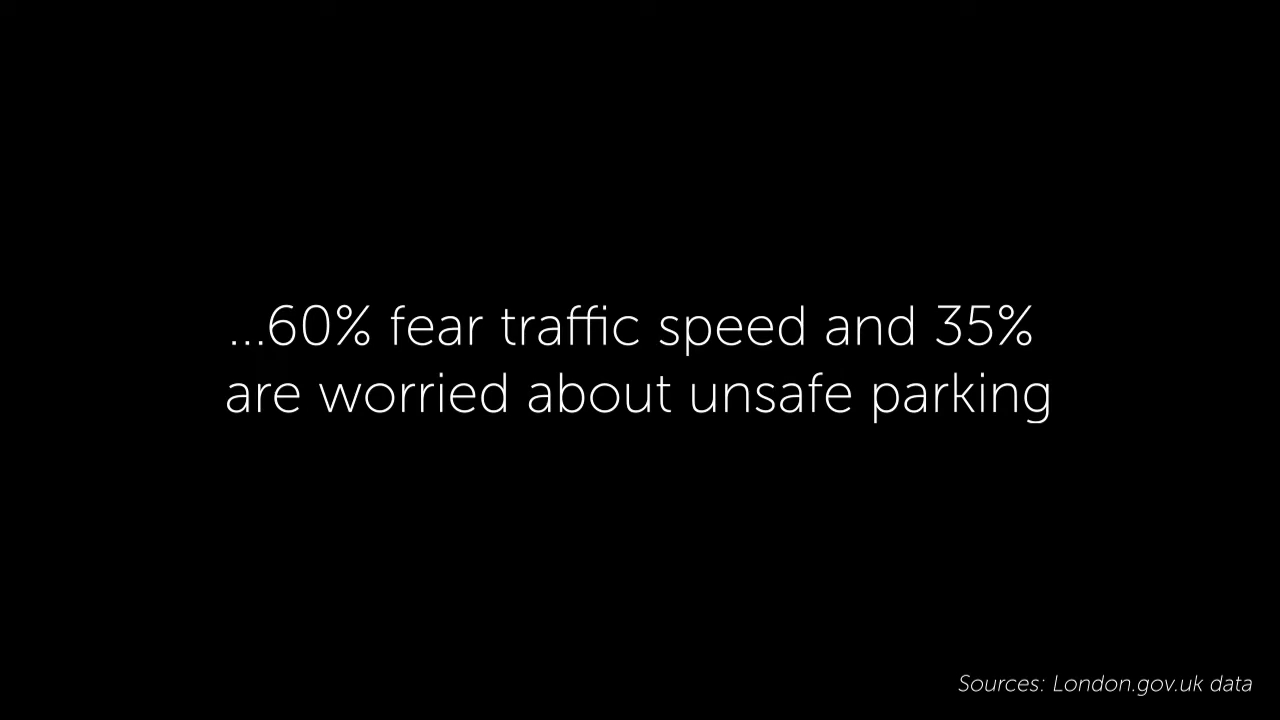 ...60% fear traffic speed and 35%
are worried about unsafe parking
Sources: London.gov.uk data